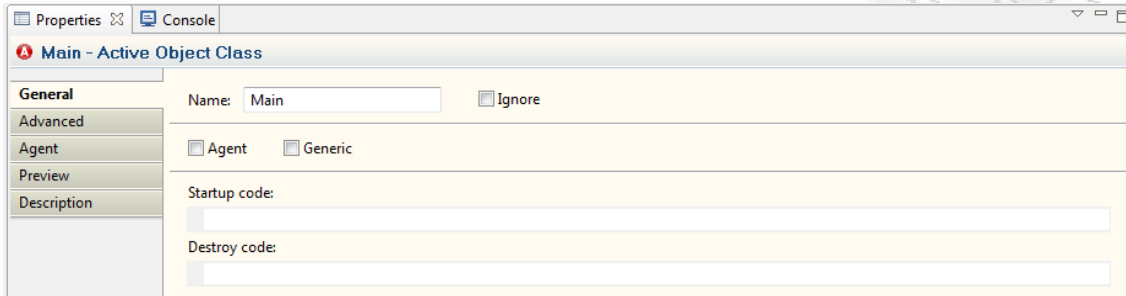 Properties Console
Main - Active Object Class
General
Advanced
Agent
Preview
Description
Name: Main Ignore
Agent Generic
Startup code:
Destroy code: